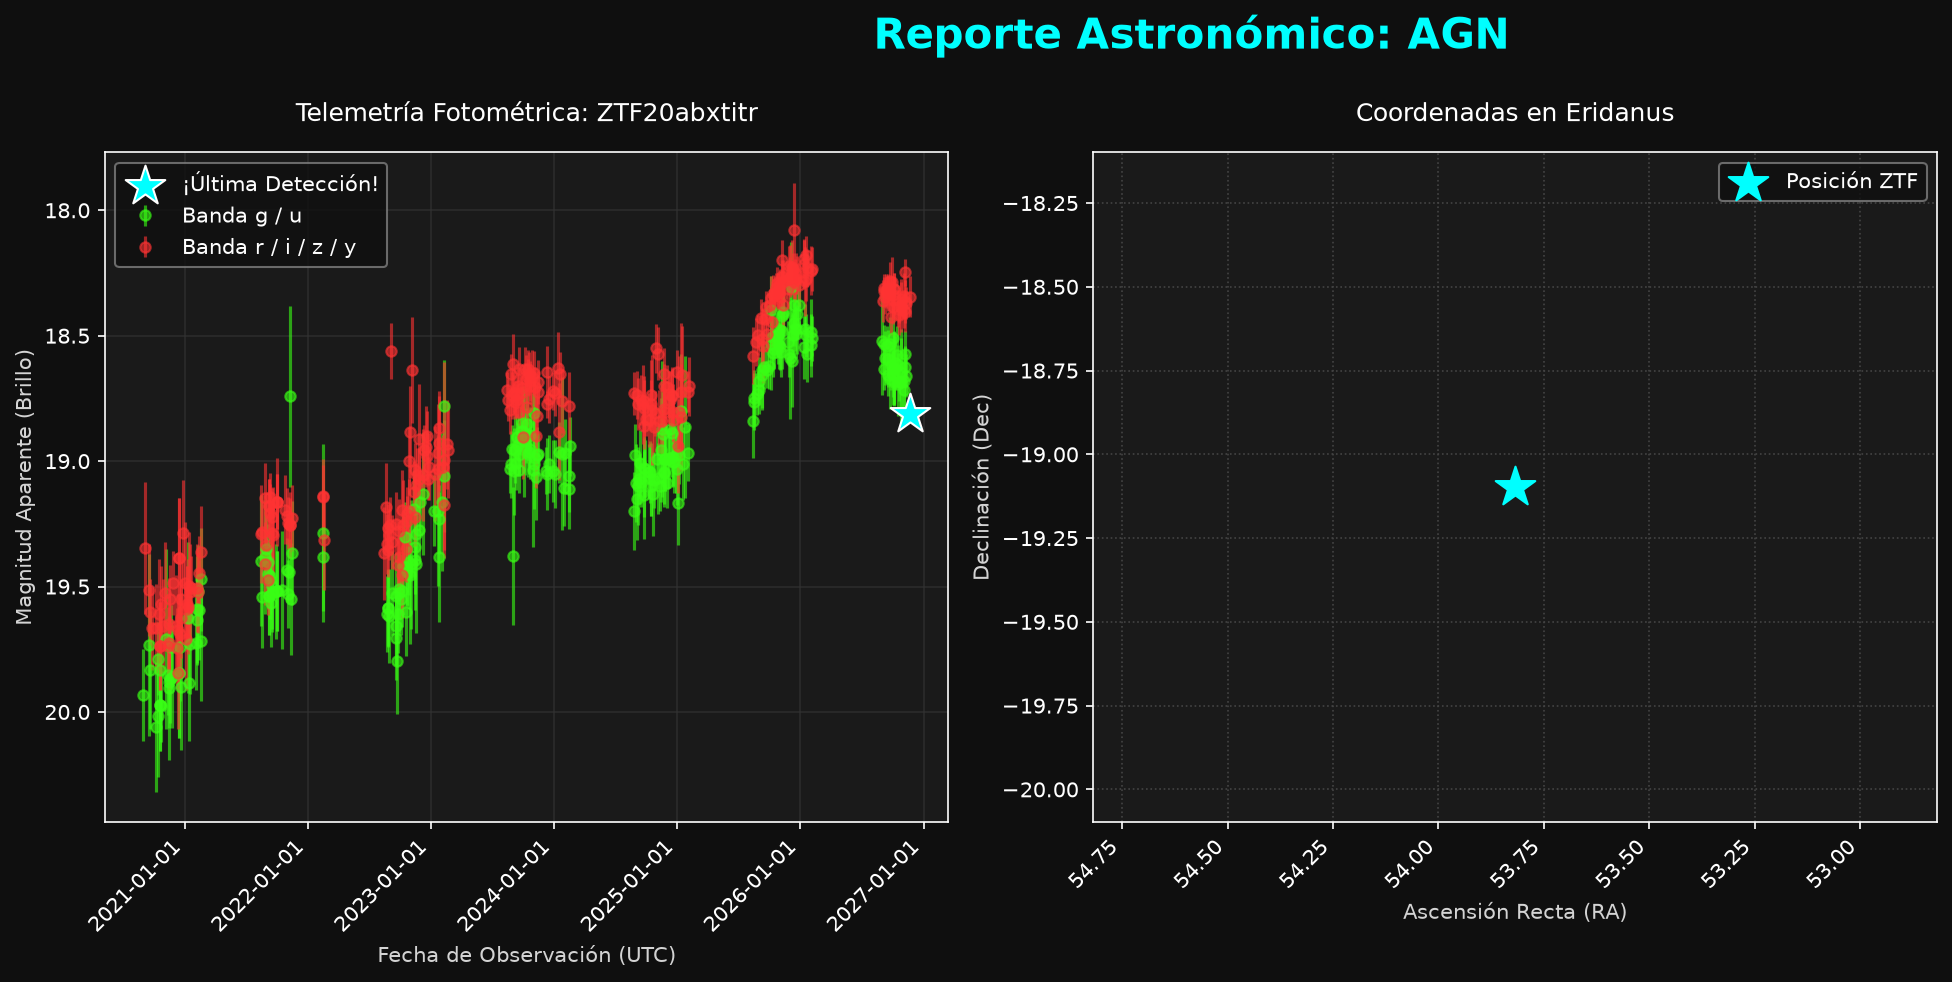 Reporte Astronómico: AGN
Telemetría Fotométrica: ZTF20abxtitr
¡Última Detección!
Banda g / u
Banda r / i / z / y
Magnitud Aparente (Brillo)
18.0
18.5
19.0
19.5
20.0
2021-01-01
2022-01-01
2023-01-01
2024-01-01
2025-01-01
2026-01-01
2027-01-01
Fecha de Observación (UTC)
Coordenadas en Eridanus
Posición ZTF
Declinación (Dec)
−18.25
−18.50
−18.75
−19.00
−19.25
−19.50
−19.75
−20.00
54.75
54.50
54.25
54.00
53.75
53.50
53.25
53.00
Ascensión Recta (RA)